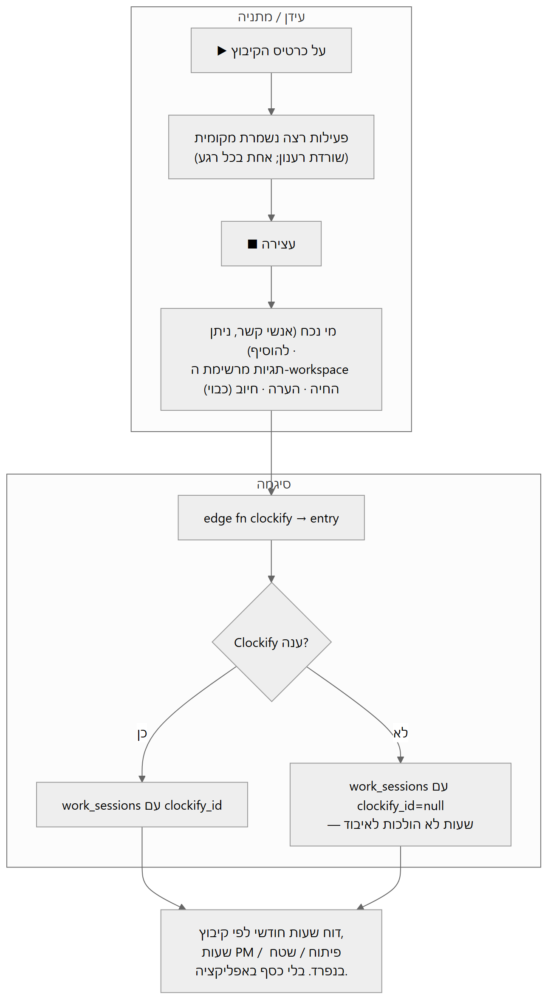 עידן / מתניה
▶ על כרטיס הקיבוץ
פעילות רצה נשמרת מקומית
(שורדת רענון; אחת בכל רגע)
■ עצירה
מי נכח (אנשי קשר, ניתן
להוסיף) ·
תגיות מרשימת ה-workspace
החיה · הערה · חיוב (כבוי)
סיגמה
edge fn clockify → entry
Clockify ענה?
כן
לא
work_sessions עם clockify_id
work_sessions עם
clockify_id=null
— שעות לא הולכות לאיבוד
דוח שעות חודשי לפי קיבוץ,
פיתוח / שטח / PM שעות
בנפרד. בלי כסף באפליקציה.